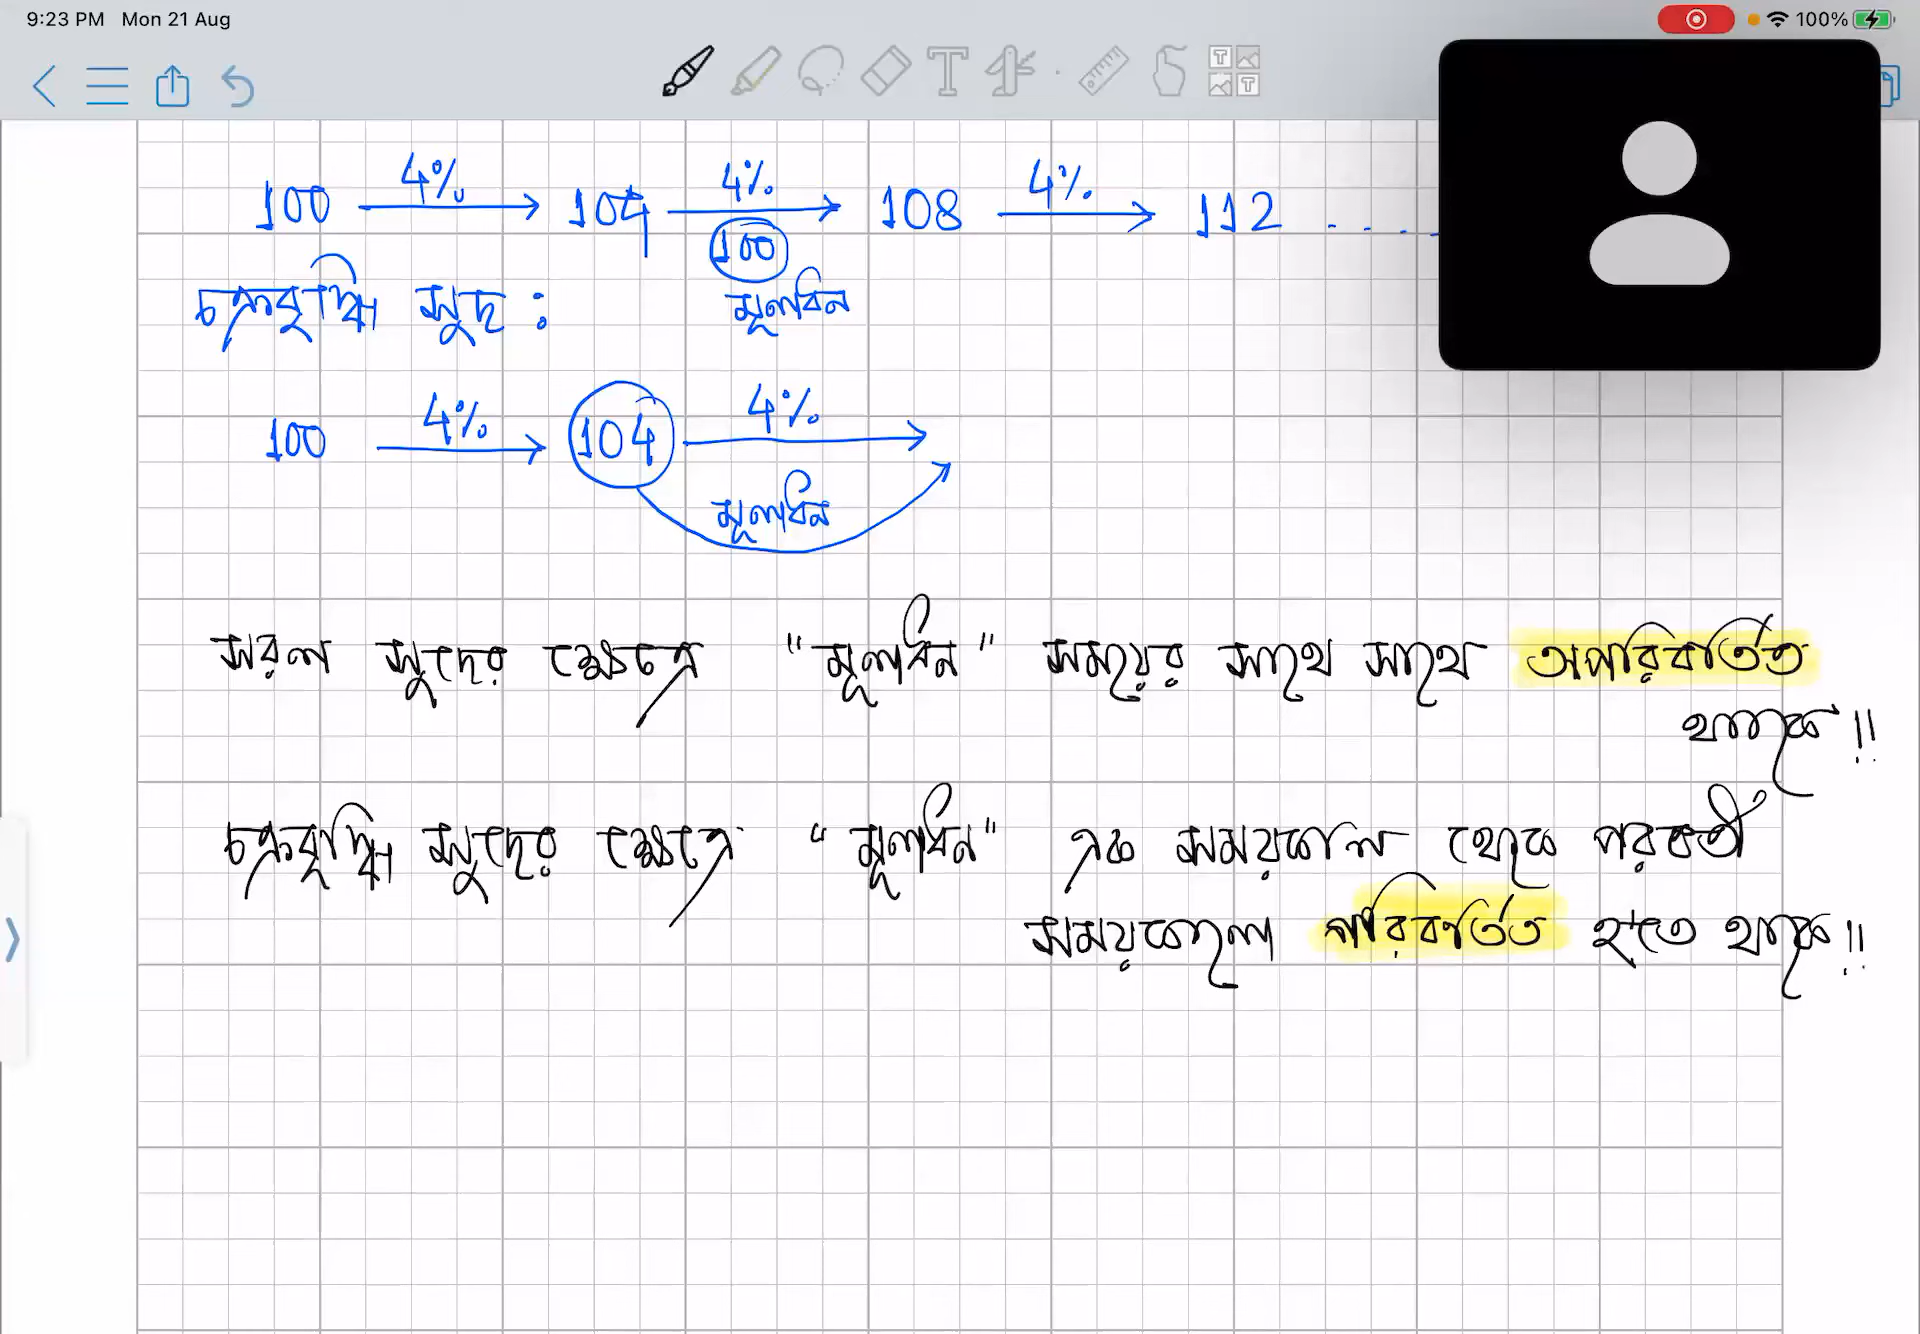 9:23 PM Mon 21 Aug 100%
100 4% 104 4% 108 4% 112 . . . .
100
চক্রবৃদ্ধি সুদ : মূলধন
100 4% 104 4%
মূলধন
সরল সুদের ক্ষেত্রে "মূলধন" সময়ের সাথে সাথে অপরিবর্তিত
থাকে !!
চক্রবৃদ্ধি সুদের ক্ষেত্রে "মূলধন" এক সময়কাল থেকে পরবর্তী
সময়কালে পরিবর্তিত হতে থাকে !!